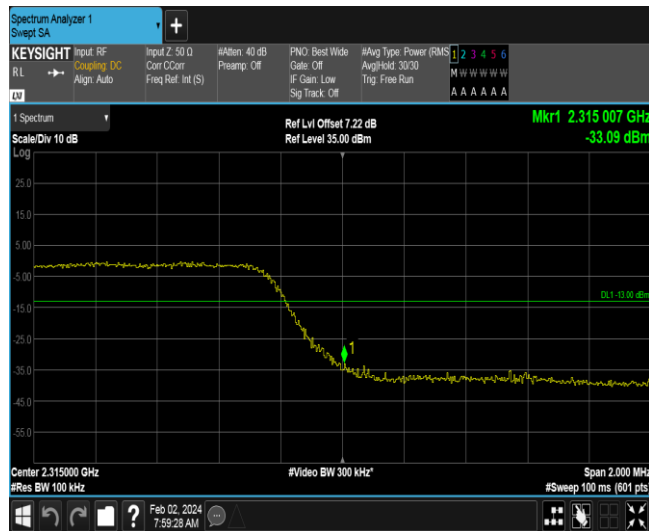 Spectrum Analyzer 1
Swept SA
+
KEYSIGHT
RL
LXI
Input: RF
Coupling: DC
Align: Auto
Input Z: 50 Ω
Corr CCorr
Freq Ref: Int (S)
#Atten: 40 dB
Preamp: Off
PNO: Best Wide
Gate: Off
IF Gain: Low
Sig Track: Off
#Avg Type: Power (RMS
Avg|Hold: 30/30
Trig: Free Run
1 2 3 4 5 6
M W W W W W
A A A A A A
1 Spectrum
Scale/Div 10 dB
Log
Ref Lvl Offset 7.22 dB
Ref Level 35.00 dBm
Mkr1 2.315 007 GHz
-33.09 dBm
25.0
15.0
5.00
-5.00
-15.0
-25.0
-35.0
-45.0
-55.0
DL1 -13.00 dBm
1
Center 2.315000 GHz
#Res BW 100 kHz
#Video BW 300 kHz*
Span 2.000 MHz
#Sweep 100 ms (601 pts)
?
Feb 02, 2024
7:59:28 AM